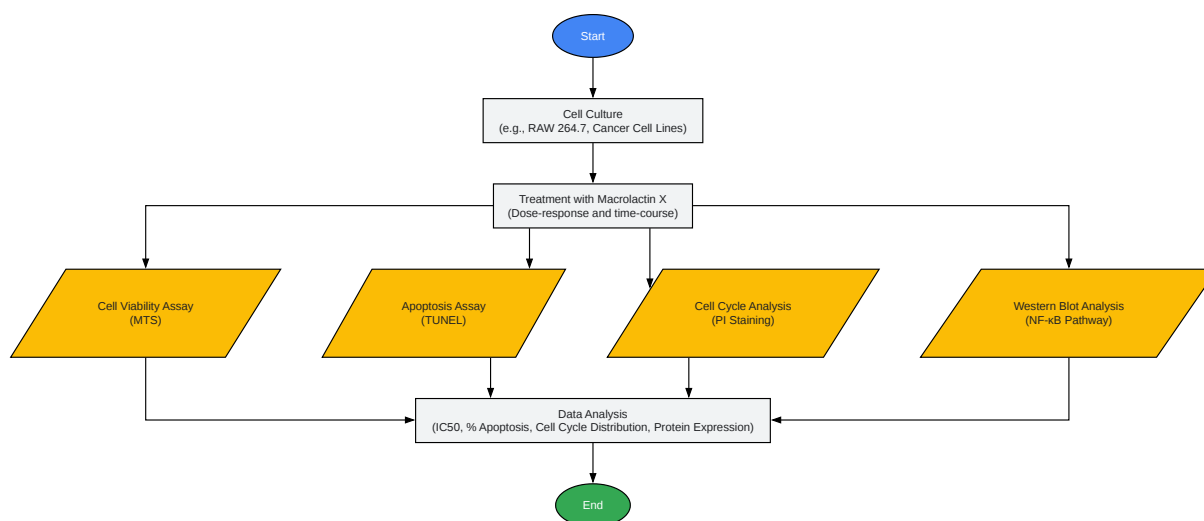 Start
Cell Culture
(e.g., RAW 264.7, Cancer Cell Lines)
Treatment with Macrolactin X
(Dose-response and time-course)
Cell Viability Assay
(MTS)
Apoptosis Assay
(TUNEL)
Cell Cycle Analysis
(PI Staining)
Western Blot Analysis
(NF-κB Pathway)
Data Analysis
(IC50, % Apoptosis, Cell Cycle Distribution, Protein Expression)
End